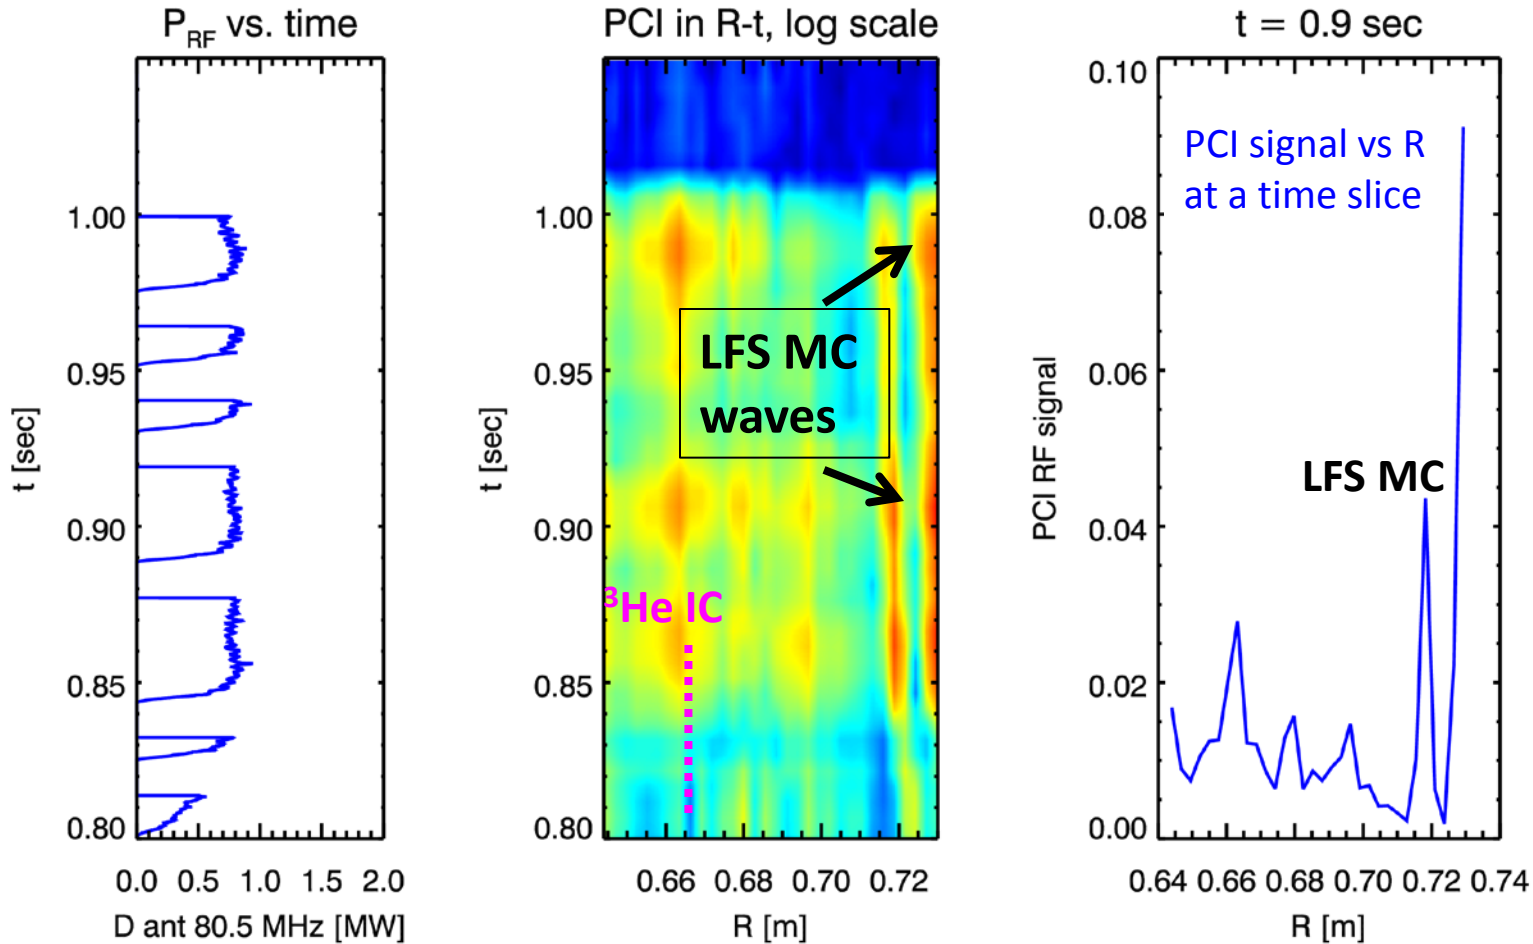 P_RF vs. time
PCI in R-t, log scale
t = 0.9 sec
t [sec]
1.00
0.95
0.90
0.85
0.80
0.0 0.5 1.0 1.5 2.0
D ant 80.5 MHz [MW]
t [sec]
1.00
0.95
0.90
0.85
0.80
LFS MC
waves
³He IC
0.66 0.68 0.70 0.72
R [m]
PCI RF signal
0.10
0.08
0.06
0.04
0.02
0.00
PCI signal vs R
at a time slice
LFS MC
0.64 0.66 0.68 0.70 0.72 0.74
R [m]